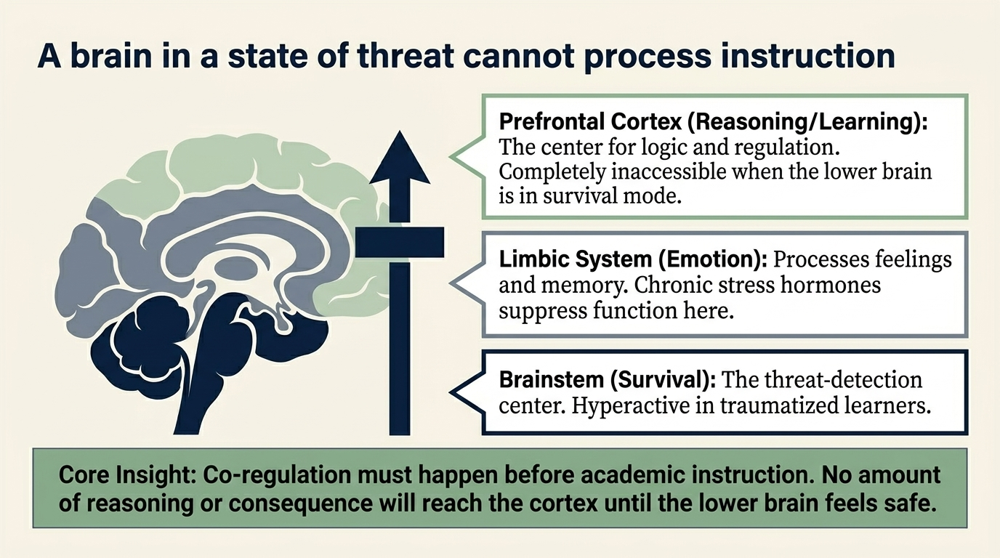 A brain in a state of threat cannot process instruction
Prefrontal Cortex (Reasoning/Learning):
The center for logic and regulation.
Completely inaccessible when the lower brain
is in survival mode.
Limbic System (Emotion): Processes feelings
and memory. Chronic stress hormones
suppress function here.
Brainstem (Survival): The threat-detection
center. Hyperactive in traumatized learners.
Core Insight: Co-regulation must happen before academic instruction. No amount
of reasoning or consequence will reach the cortex until the lower brain feels safe.